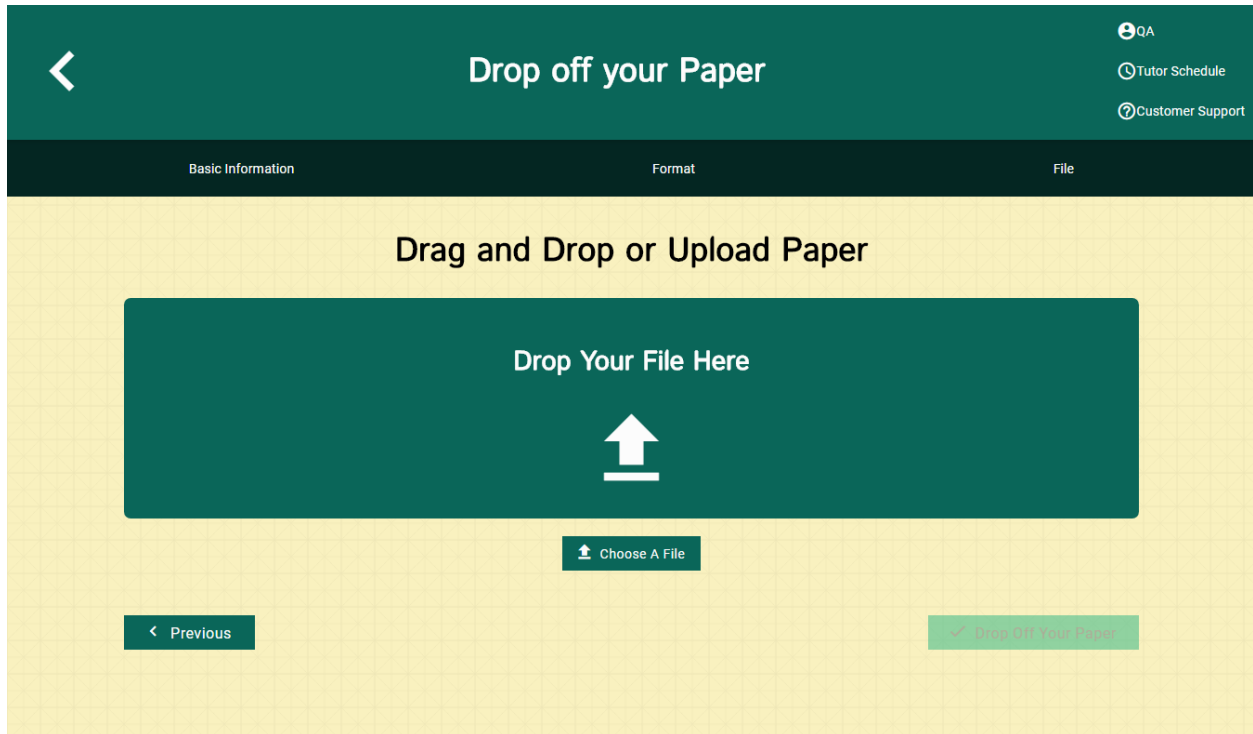 Drop off your Paper
QA
Tutor Schedule
Customer Support
Basic Information
Format
File
Drag and Drop or Upload Paper
Drop Your File Here
Choose A File
Previous
Drop Off Your Paper